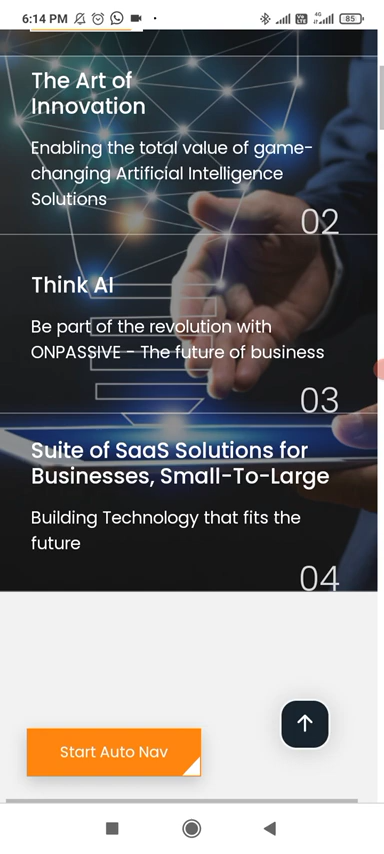 6:14 PM
4G
85
The Art of
Innovation
Enabling the total value of game-
changing Artificial Intelligence
Solutions
02
Think AI
Be part of the revolution with
ONPASSIVE - The future of business
03
Suite of SaaS Solutions for
Businesses, Small-To-Large
Building Technology that fits the
future
04
Start Auto Nav